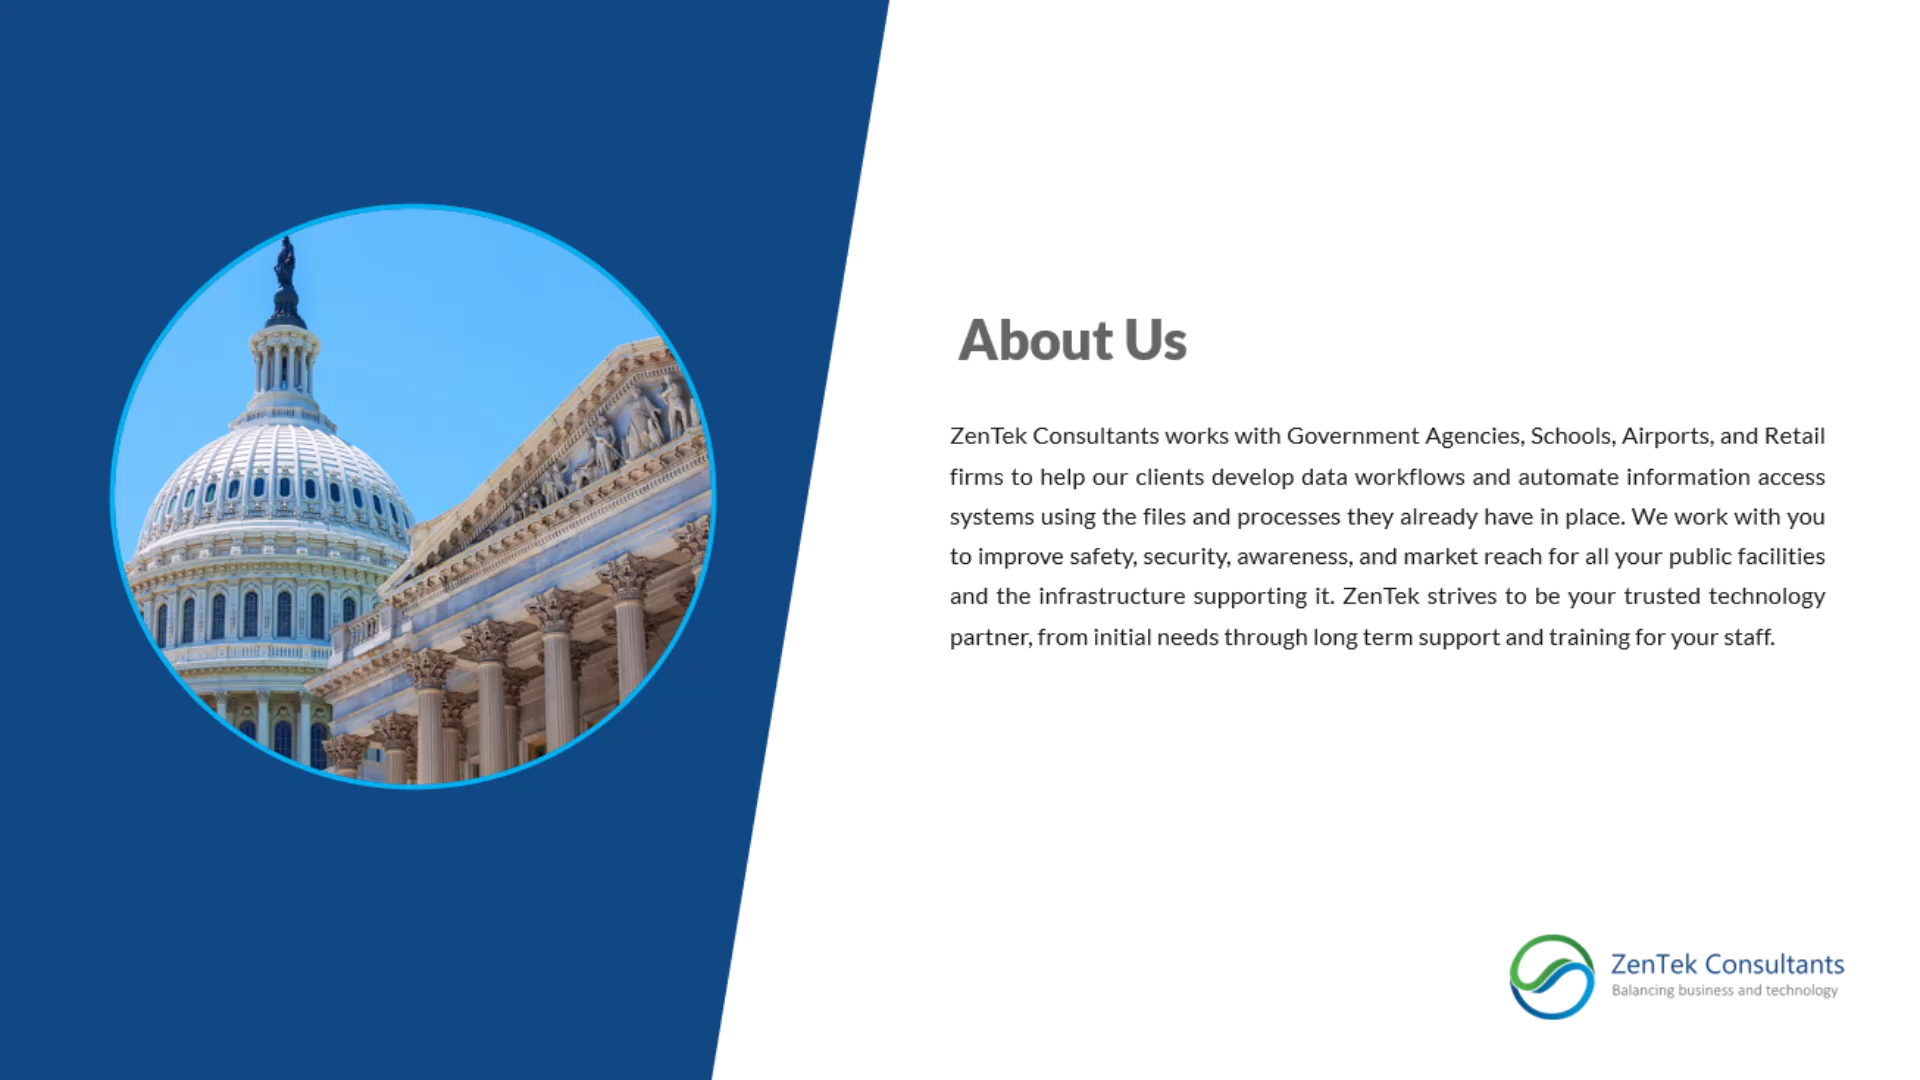 About Us
ZenTek Consultants works with Government Agencies, Schools, Airports, and Retail
firms to help our clients develop data workflows and automate information access
systems using the files and processes they already have in place. We work with you
to improve safety, security, awareness, and market reach for all your public facilities
and the infrastructure supporting it. ZenTek strives to be your trusted technology
partner, from initial needs through long term support and training for your staff.
ZenTek Consultants
Balancing business and technology